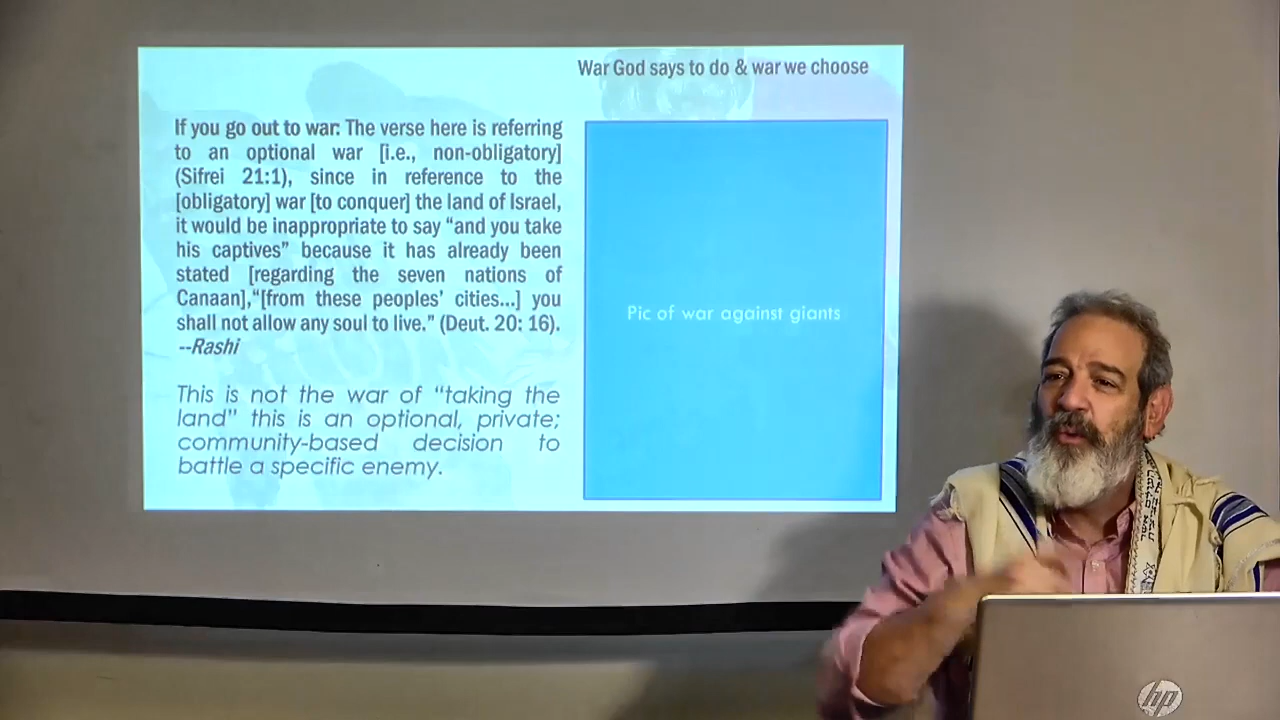 War God says to do & war we choose
If you go out to war: The verse here is referring
to an optional war [i.e., non-obligatory]
(Sifrei 21:1), since in reference to the
[obligatory] war [to conquer] the land of Israel,
it would be inappropriate to say “and you take
his captives” because it has already been
stated [regarding the seven nations of
Canaan],“[from these peoples’ cities...] you
shall not allow any soul to live.” (Deut. 20: 16).
--Rashi
This is not the war of “taking the
land” this is an optional, private;
community-based decision to
battle a specific enemy.
Pic of war against giants
hp